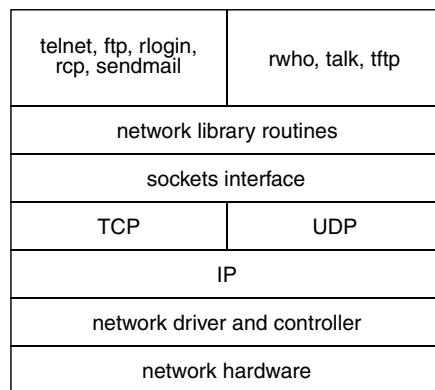 telnet, ftp, rlogin,
rcp, sendmail
rwho, talk, tftp
network library routines
sockets interface
TCP
UDP
IP
network driver and controller
network hardware